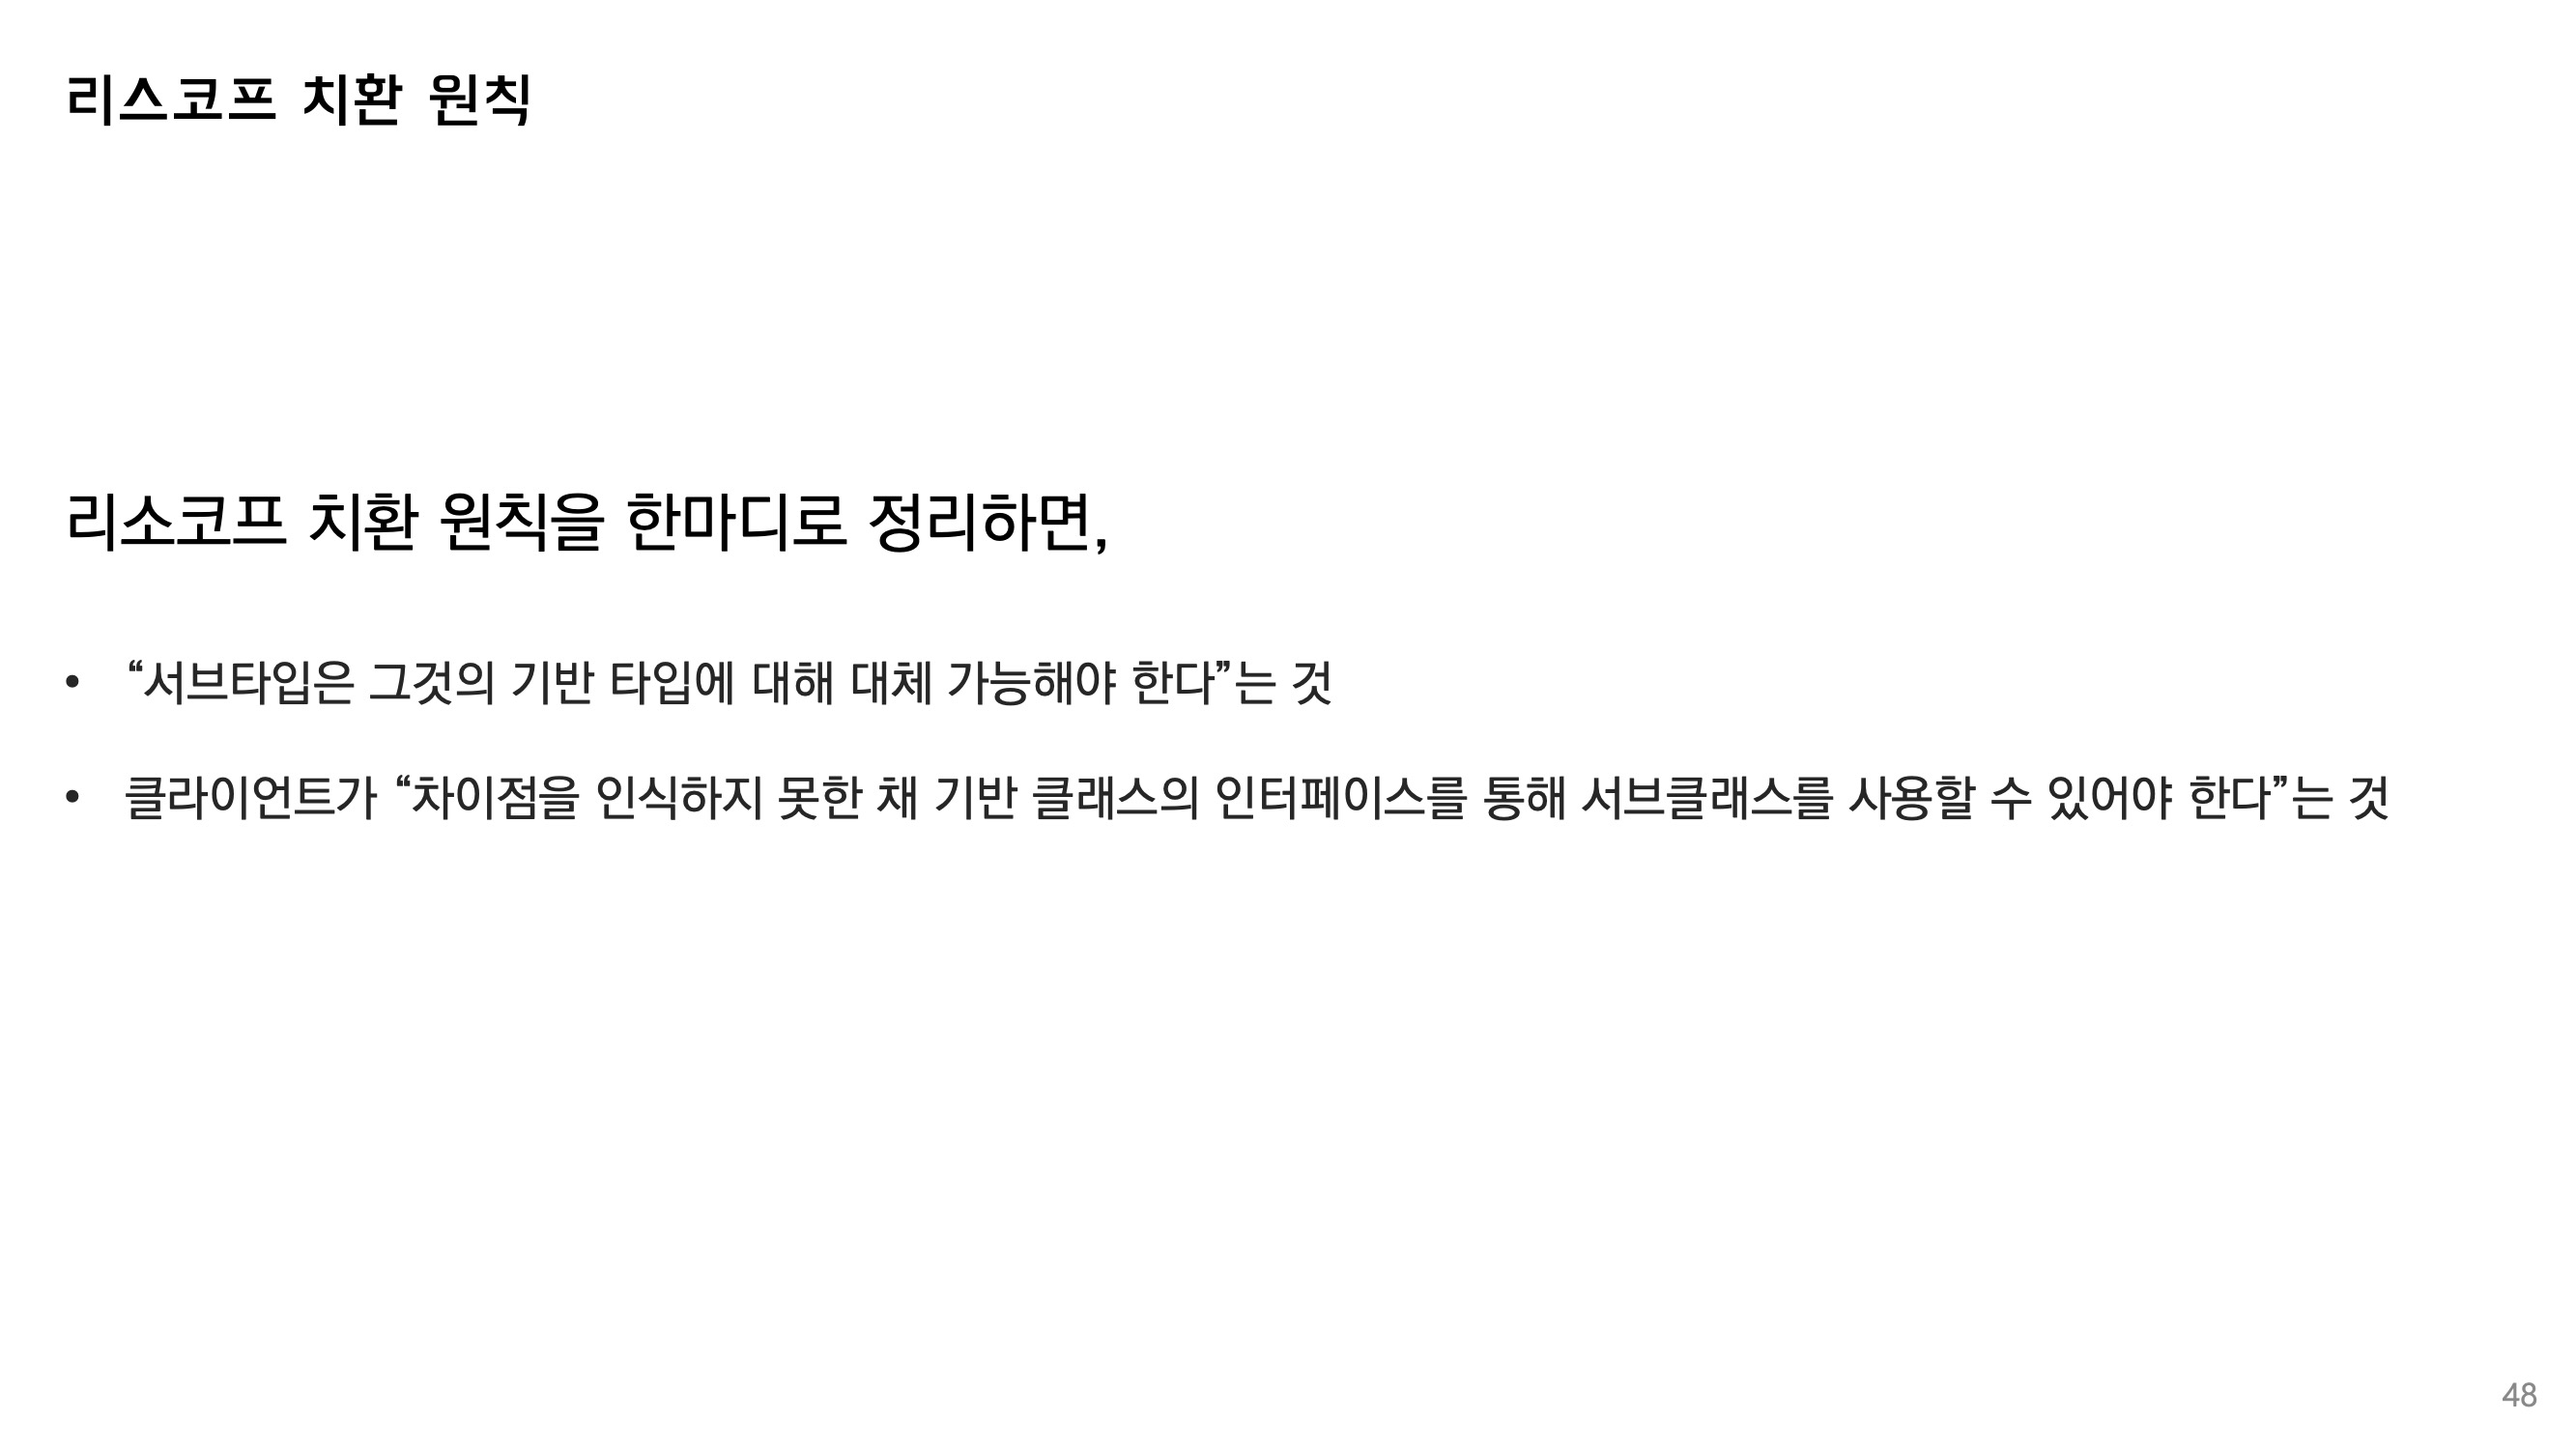 리스코프 치환 원칙
리소코프 치환 원칙을 한마디로 정리하면,
• “서브타입은 그것의 기반 타입에 대해 대체 가능해야 한다”는 것
• 클라이언트가 “차이점을 인식하지 못한 채 기반 클래스의 인터페이스를 통해 서브클래스를 사용할 수 있어야 한다”는 것
48